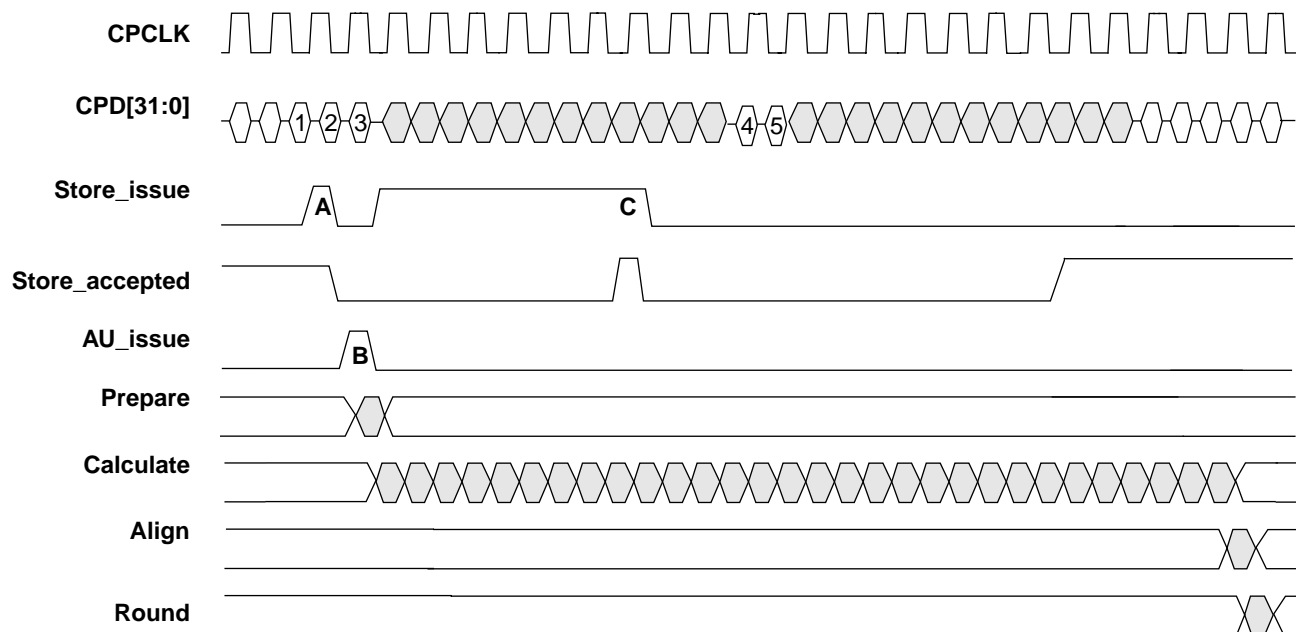 CPCLK
CPD[31:0]
1 2 3 4 5
Store_issue
A C
Store_accepted
AU_issue
B
Prepare
Calculate
Align
Round